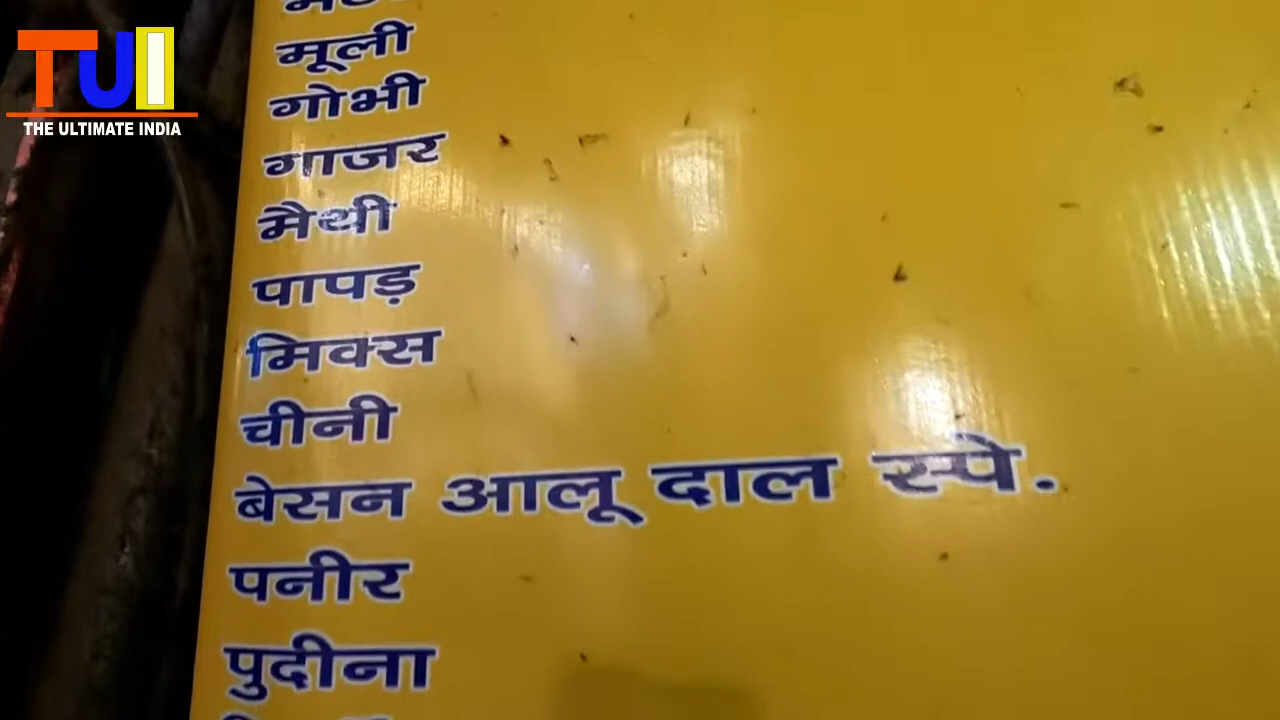 TUI
THE ULTIMATE INDIA
मूली
गोभी
गाजर
मैथी
पापड़
मिक्स
चीनी
बेसन आलू दाल स्पे.
पनीर
पुदीना